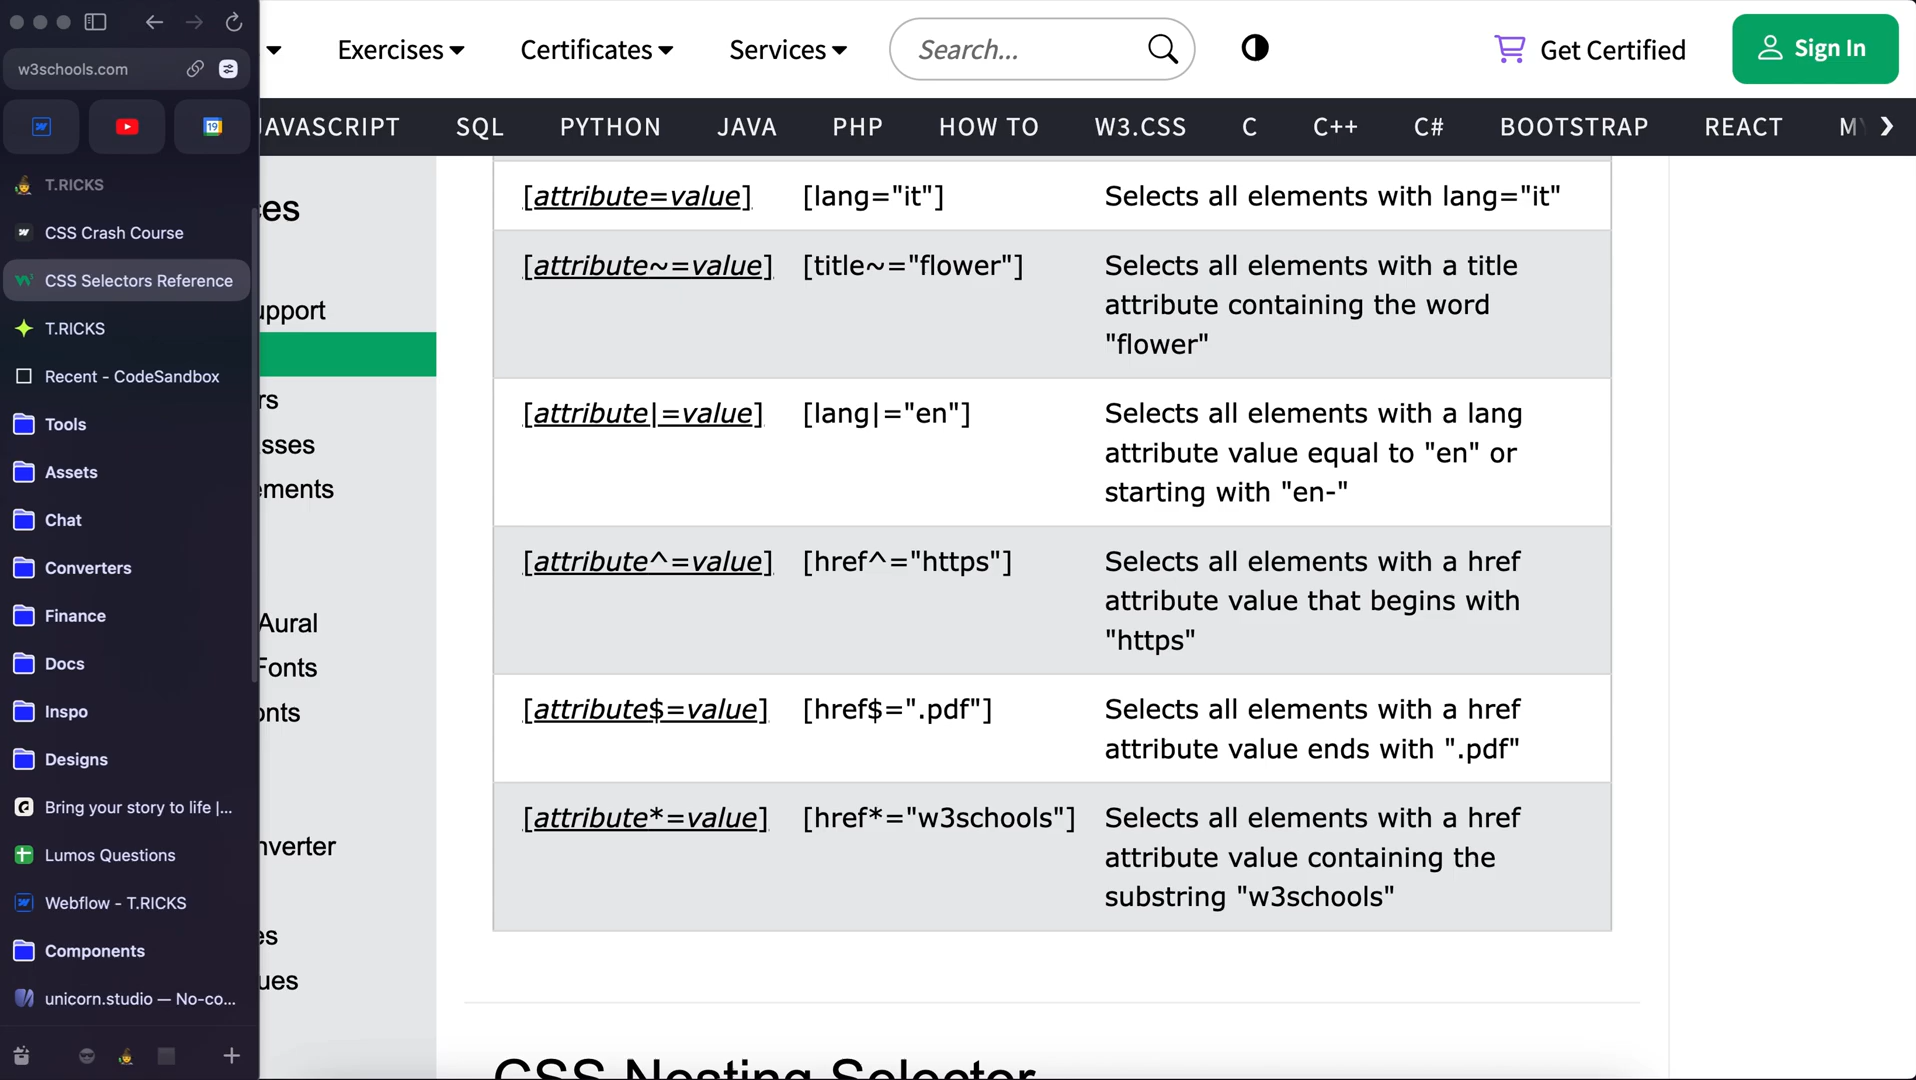 w3schools.com
19
T.RICKS
CSS Crash Course
CSS Selectors Reference
T.RICKS
Recent - CodeSandbox
Tools
Assets
Chat
Converters
Finance
Docs
Inspo
Designs
Bring your story to life |...
Lumos Questions
Webflow - T.RICKS
Components
unicorn.studio — No-co...
Exercises
Certificates
Services
Search...
Get Certified
Sign In
JAVASCRIPT SQL PYTHON JAVA PHP HOW TO W3.CSS C C++ C# BOOTSTRAP REACT MY
ces
upport
rs
sses
ements
Aural
Fonts
onts
nverter
es
ues
[attribute=value] [lang="it"] Selects all elements with lang="it"
[attribute~=value] [title~="flower"] Selects all elements with a title
attribute containing the word
"flower"
[attribute|=value] [lang|="en"] Selects all elements with a lang
attribute value equal to "en" or
starting with "en-"
[attribute^=value] [href^="https"] Selects all elements with a href
attribute value that begins with
"https"
[attribute$=value] [href$=".pdf"] Selects all elements with a href
attribute value ends with ".pdf"
[attribute*=value] [href*="w3schools"] Selects all elements with a href
attribute value containing the
substring "w3schools"
CSS Nesting Selector